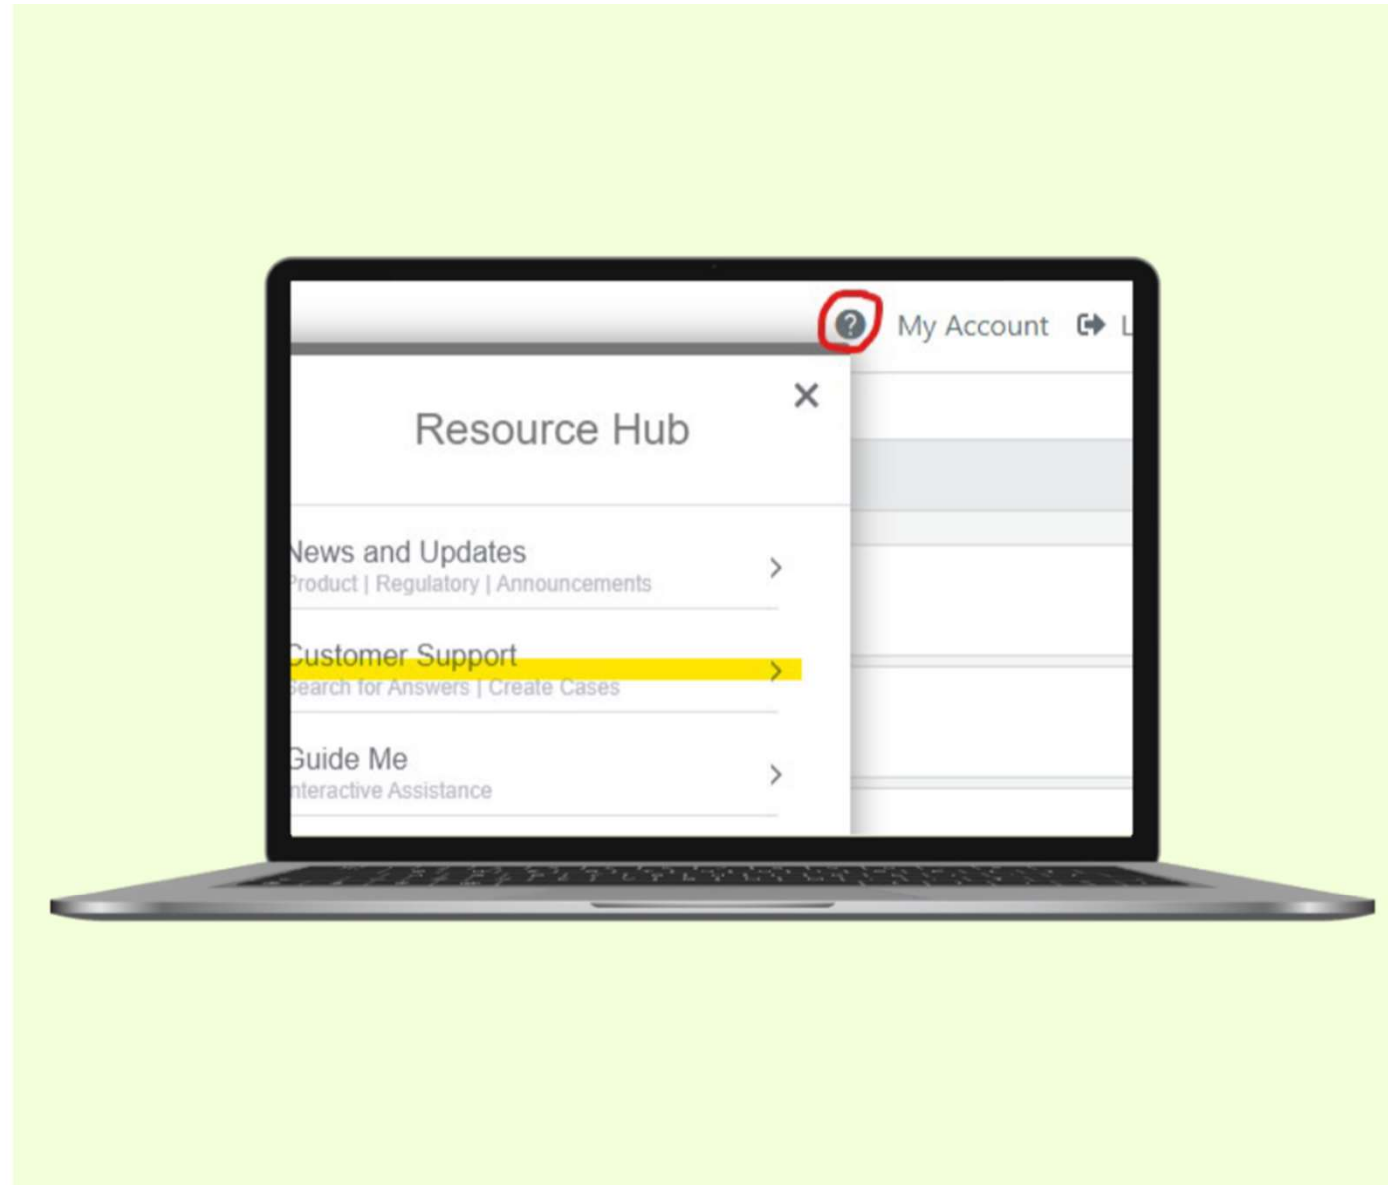 ? My Account L
Resource Hub
News and Updates
Product | Regulatory | Announcements
Customer Support
Search for Answers | Create Cases
Guide Me
nteractive Assistance